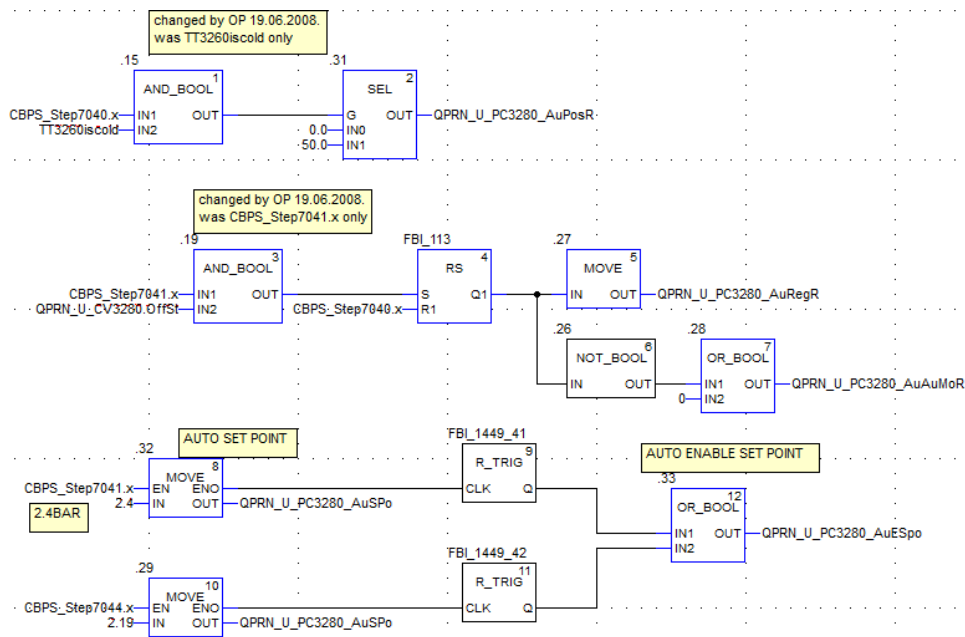 changed by OP 19.06.2008.
was TT3260iscold only
.15
.31
1
2
AND_BOOL
SEL
CBPS_Step7040.x
IN1
OUT
G
OUT
QPRN_U_PC3280_AuPosR
TT3260iscold
IN2
0.0
IN0
50.0
IN1
changed by OP 19.06.2008.
was CBPS_Step7041.x only
.19
FBI_113
.27
3
4
5
AND_BOOL
RS
MOVE
CBPS_Step7041.x
IN1
OUT
S
Q1
IN
OUT
QPRN_U_PC3280_AuRegR
QPRN_U_CV3280.OffSt
IN2
CBPS_Step7040.x
R1
.26
.28
6
7
NOT_BOOL
OR_BOOL
IN
OUT
IN1
OUT
QPRN_U_PC3280_AuAuMoR
0
IN2
AUTO SET POINT
FBI_1449_41
AUTO ENABLE SET POINT
.32
8
9
MOVE
R_TRIG
.33
CBPS_Step7041.x
EN
ENO
CLK
Q
12
2.4
IN
OUT
QPRN_U_PC3280_AuSPo
OR_BOOL
2.4BAR
IN1
OUT
QPRN_U_PC3280_AuESpo
IN2
FBI_1449_42
.29
10
11
MOVE
R_TRIG
CBPS_Step7044.x
EN
ENO
CLK
Q
2.19
IN
OUT
QPRN_U_PC3280_AuSPo